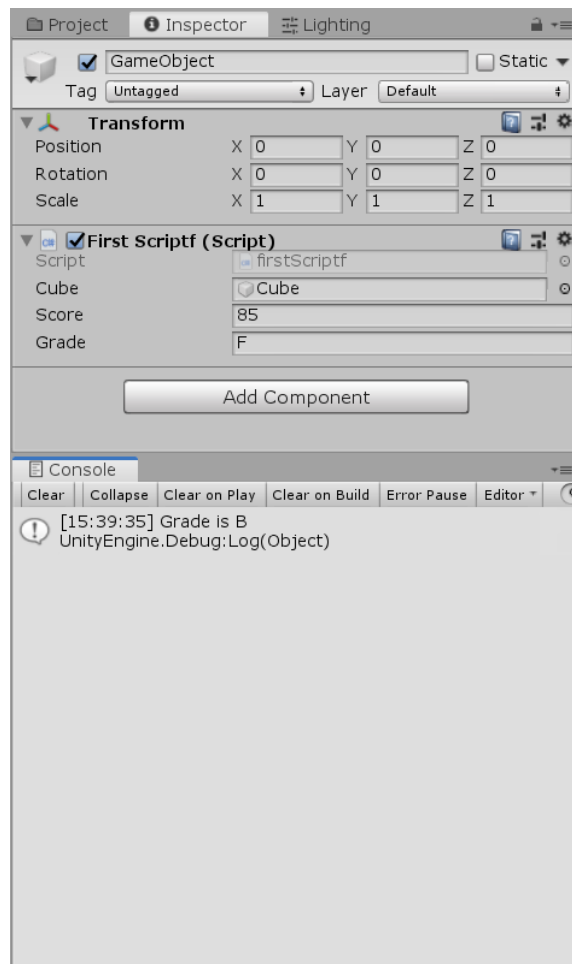 Project Inspector Lighting
GameObject Static
Tag Untagged Layer Default
Transform
Position X 0 Y 0 Z 0
Rotation X 0 Y 0 Z 0
Scale X 1 Y 1 Z 1
First Scriptf (Script)
Script firstScriptf
Cube Cube
Score 85
Grade F
Add Component
Console
Clear Collapse Clear on Play Clear on Build Error Pause Editor
[15:39:35] Grade is B
UnityEngine.Debug:Log(Object)